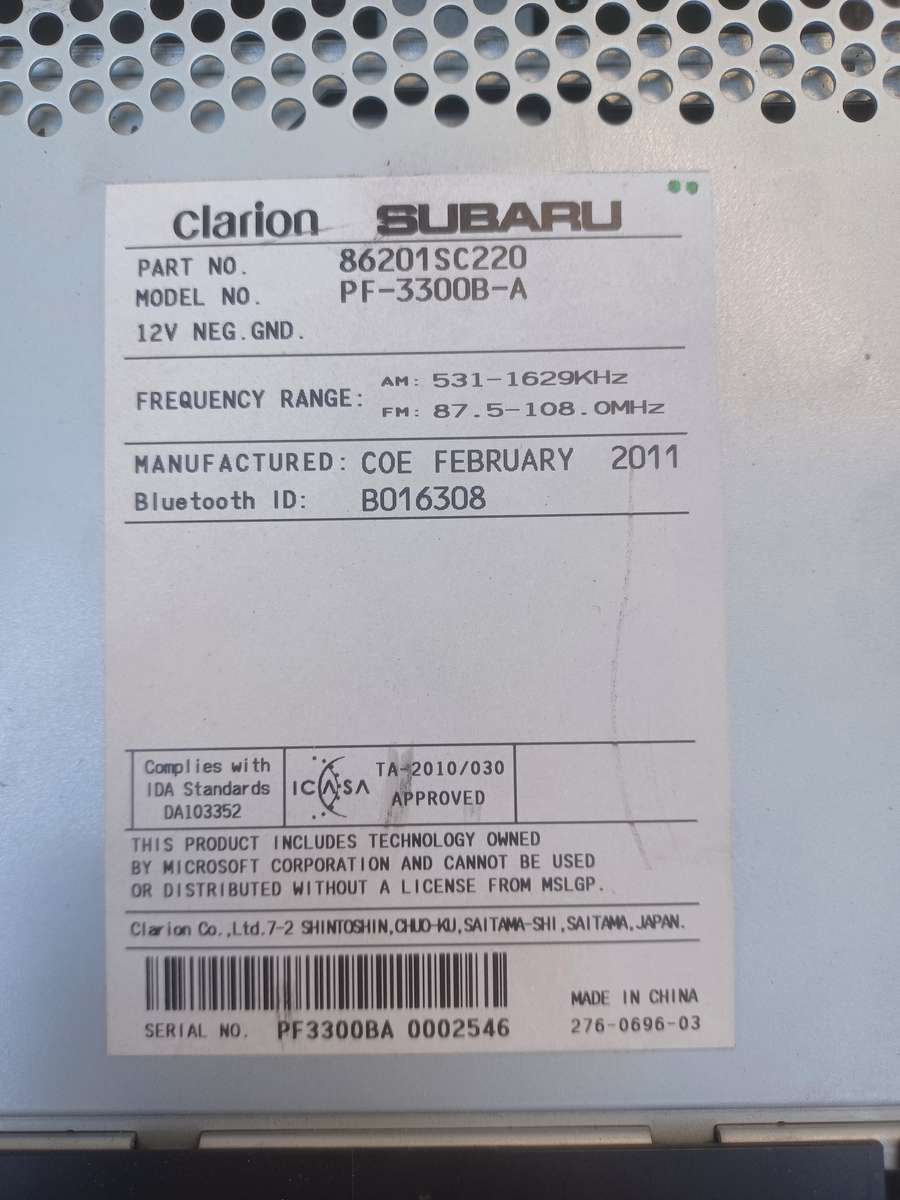 clarion SUBARU
PART NO. 86201SC220
MODEL NO. PF-3300B-A
12V NEG.GND.
FREQUENCY RANGE: AM: 531-1629KHz
FM: 87.5-108.0MHz
MANUFACTURED: COE FEBRUARY 2011
Bluetooth ID: B016308
Complies with
IDA Standards
DA103352
ICASA TA-2010/030
APPROVED
THIS PRODUCT INCLUDES TECHNOLOGY OWNED
BY MICROSOFT CORPORATION AND CANNOT BE USED
OR DISTRIBUTED WITHOUT A LICENSE FROM MSLGP.
Clarion Co.,Ltd.7-2 SHINTOSHIN,CHUO-KU,SAITAMA-SHI,SAITAMA,JAPAN.
MADE IN CHINA
SERIAL NO. PF3300BA 0002546
276-0696-03